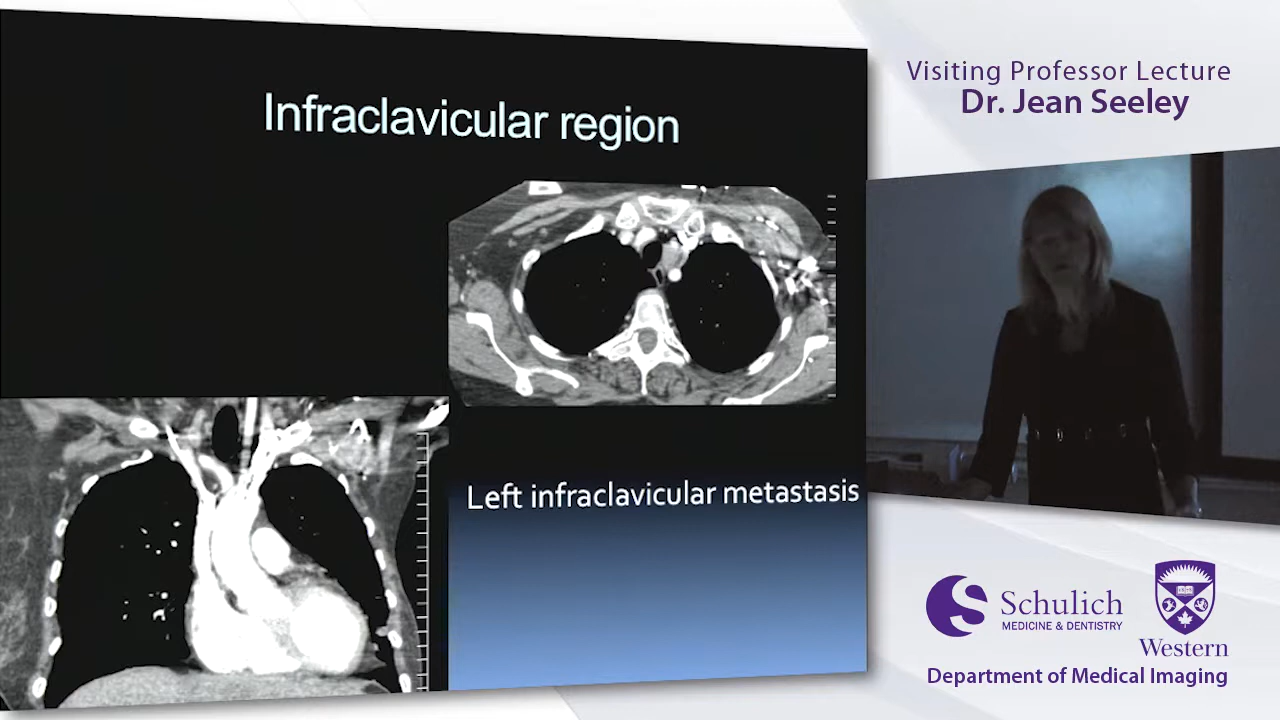 Infraclavicular region
Left infraclavicular metastasis
Visiting Professor Lecture
Dr. Jean Seeley
Schulich
MEDICINE & DENTISTRY
Western
Department of Medical Imaging